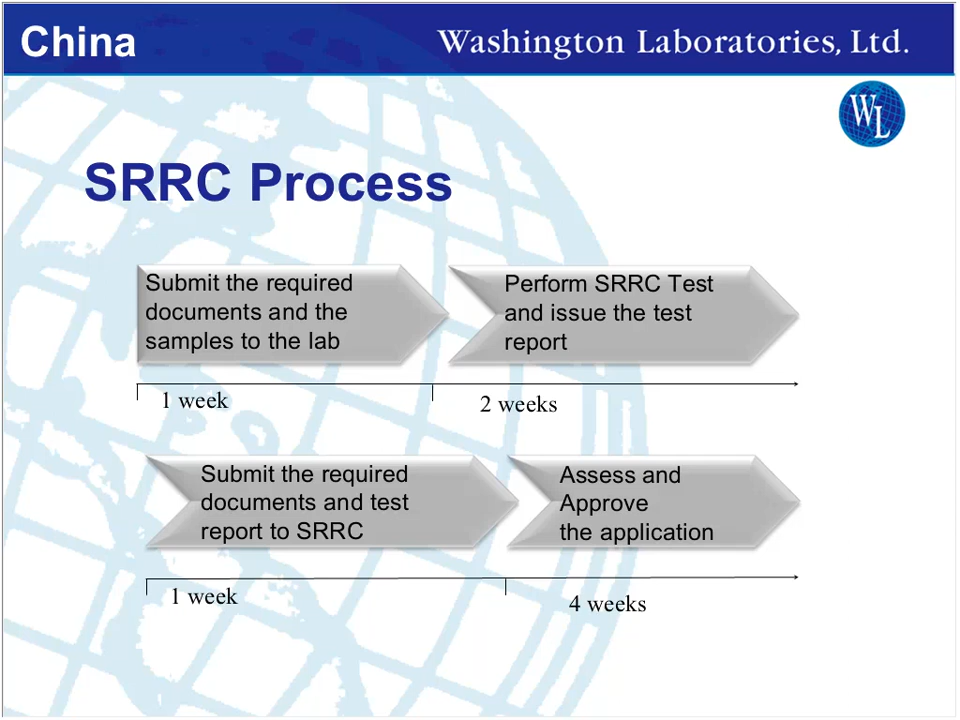 China
Washington Laboratories, Ltd.
WL
SRRC Process
Submit the required
documents and the
samples to the lab
Perform SRRC Test
and issue the test
report
1 week
2 weeks
Submit the required
documents and test
report to SRRC
Assess and
Approve
the application
1 week
4 weeks